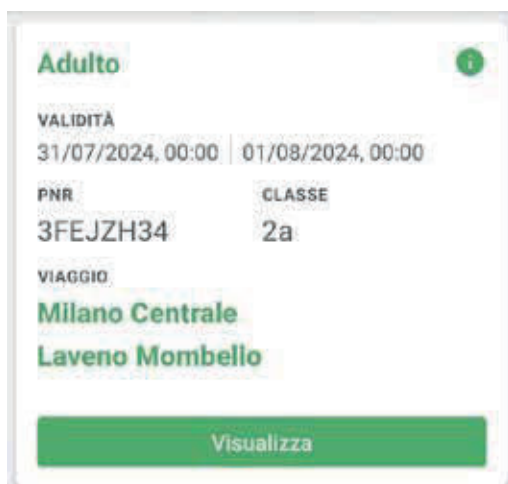 Adulto
VALIDITÀ
31/07/2024, 00:00 01/08/2024, 00:00
PNR CLASSE
3FEJZH34 2a
VIAGGIO
Milano Centrale
Laveno Mombello
Visualizza